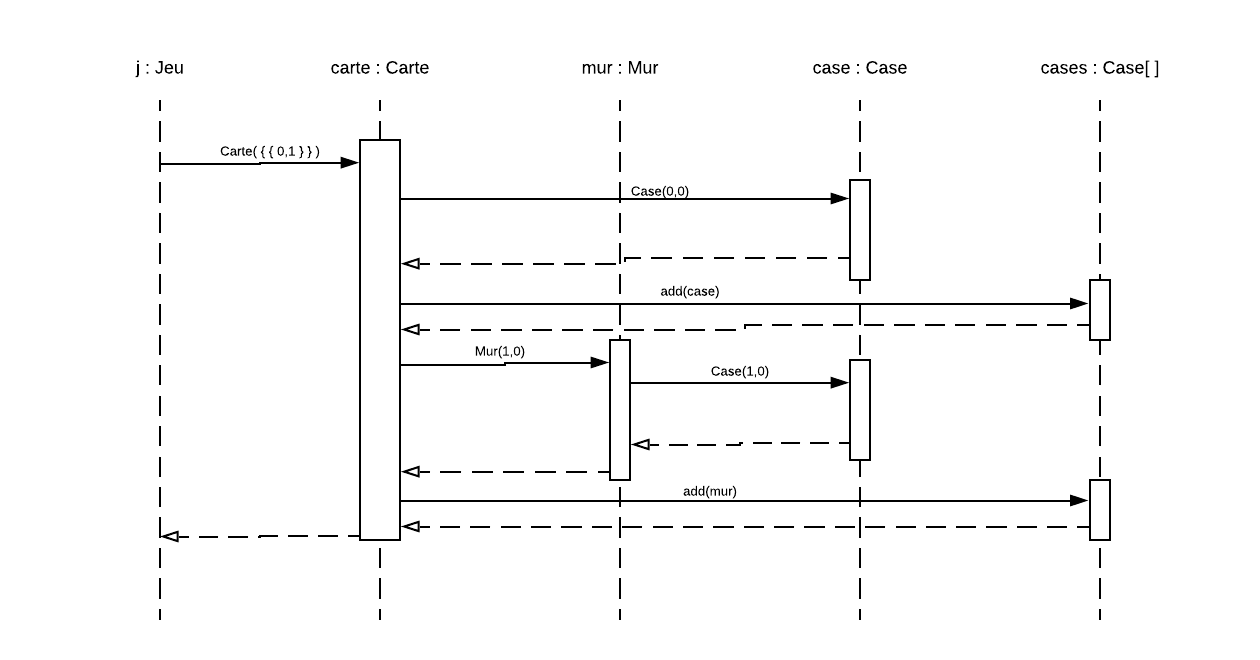 j : Jeu
carte : Carte
mur : Mur
case : Case
cases : Case[ ]
Carte( { { 0,1 } } )
Case(0,0)
add(case)
Mur(1,0)
Case(1,0)
add(mur)